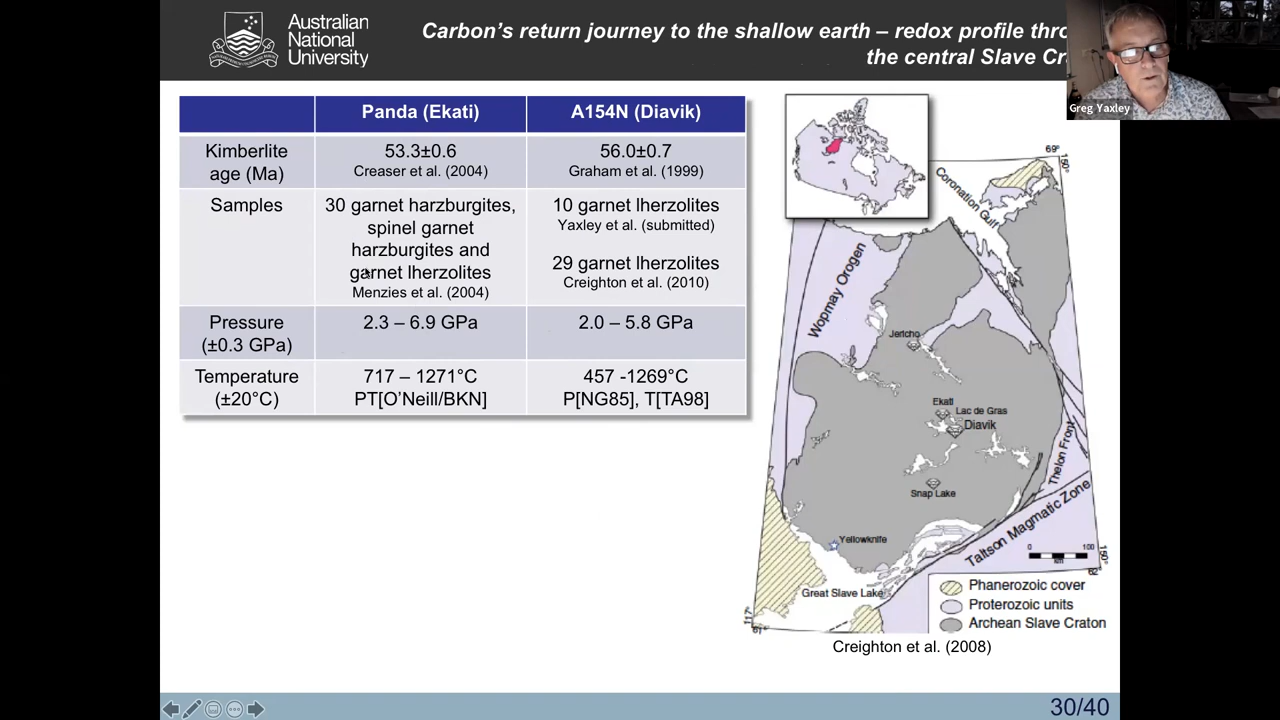 Australian
National
University
Carbon's return journey to the shallow earth – redox profile thro
the central Slave Cr
Greg Yaxley
Panda (Ekati)
A154N (Diavik)
Kimberlite
age (Ma)
53.3±0.6
Creaser et al. (2004)
56.0±0.7
Graham et al. (1999)
Samples
30 garnet harzburgites,
spinel garnet
harzburgites and
garnet lherzolites
Menzies et al. (2004)
10 garnet lherzolites
Yaxley et al. (submitted)
29 garnet lherzolites
Creighton et al. (2010)
Pressure
(±0.3 GPa)
2.3 – 6.9 GPa
2.0 – 5.8 GPa
Temperature
(±20°C)
717 – 1271°C
PT[O'Neill/BKN]
457 -1269°C
P[NG85], T[TA98]
69°
Coronation Gulf
Wopmay Orogen
Jericho
Ekati
Lac de Gras
Diavik
Thelon Front
Snap Lake
Taltson Magmatic Zone
Yellowknife
0 100
km
Great Slave Lake
117°
61°
62°
150°
Phanerozoic cover
Proterozoic units
Archean Slave Craton
Creighton et al. (2008)
30/40